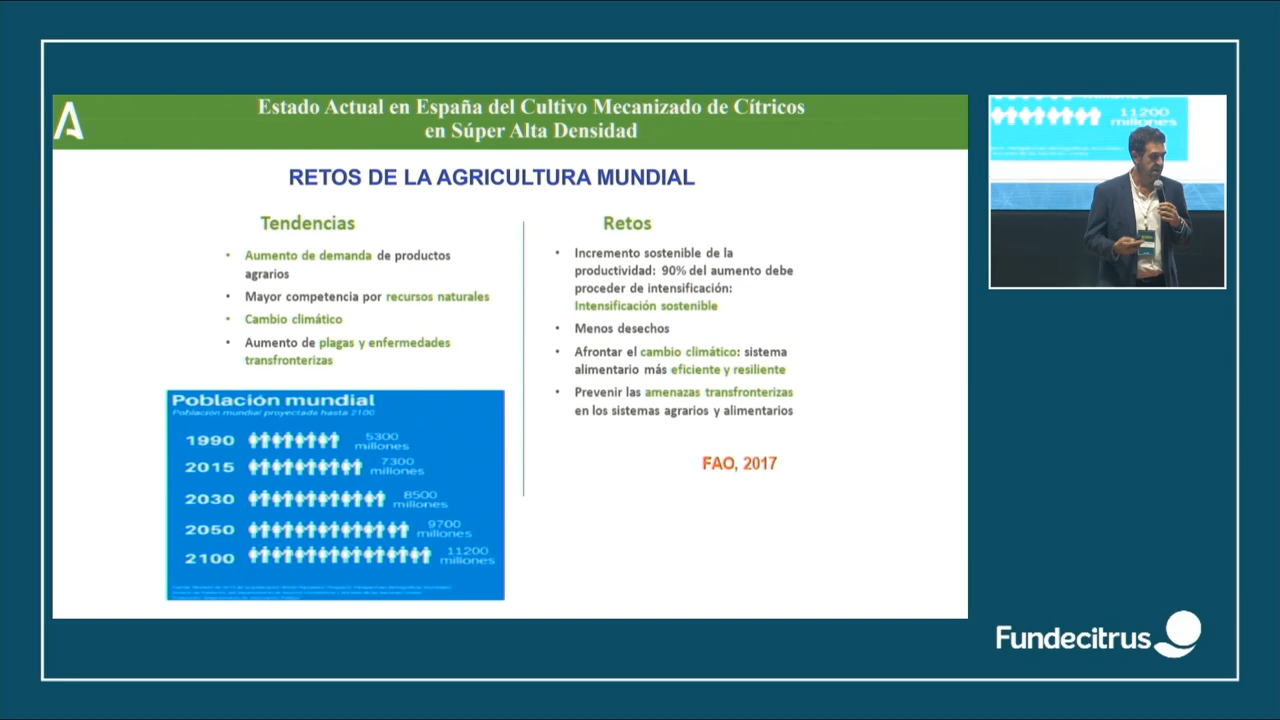 Estado Actual en España del Cultivo Mecanizado de Cítricos
en Súper Alta Densidad
RETOS DE LA AGRICULTURA MUNDIAL
Tendencias
• Aumento de demanda de productos
agrarios
• Mayor competencia por recursos naturales
• Cambio climático
• Aumento de plagas y enfermedades
transfronterizas
Población mundial
Población mundial proyectada hasta 2100
1990 5300
millones
2015 7300
millones
2030 8500
millones
2050 9700
millones
2100 11200
millones
Retos
• Incremento sostenible de la
productividad: 90% del aumento debe
proceder de intensificación:
Intensificación sostenible
• Menos desechos
• Afrontar el cambio climático: sistema
alimentario más eficiente y resiliente
• Prevenir las amenazas transfronterizas
en los sistemas agrarios y alimentarios
FAO, 2017
11200
millones
Fundecitrus